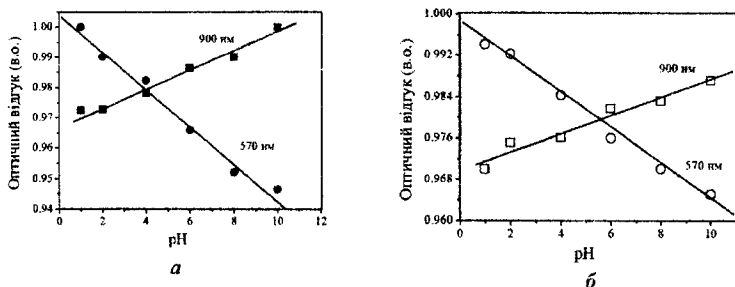 Оптичний відгук (в.о.)
1.00
0.99
0.98
0.97
0.96
0.95
0.94
900 нм
570 нм
0 2 4 6 8 10 12
pH
а
Оптичний відгук (в.о.)
1.000
0.992
0.984
0.976
0.968
0.960
900 нм
570 нм
0 2 4 6 8 10
pH
б